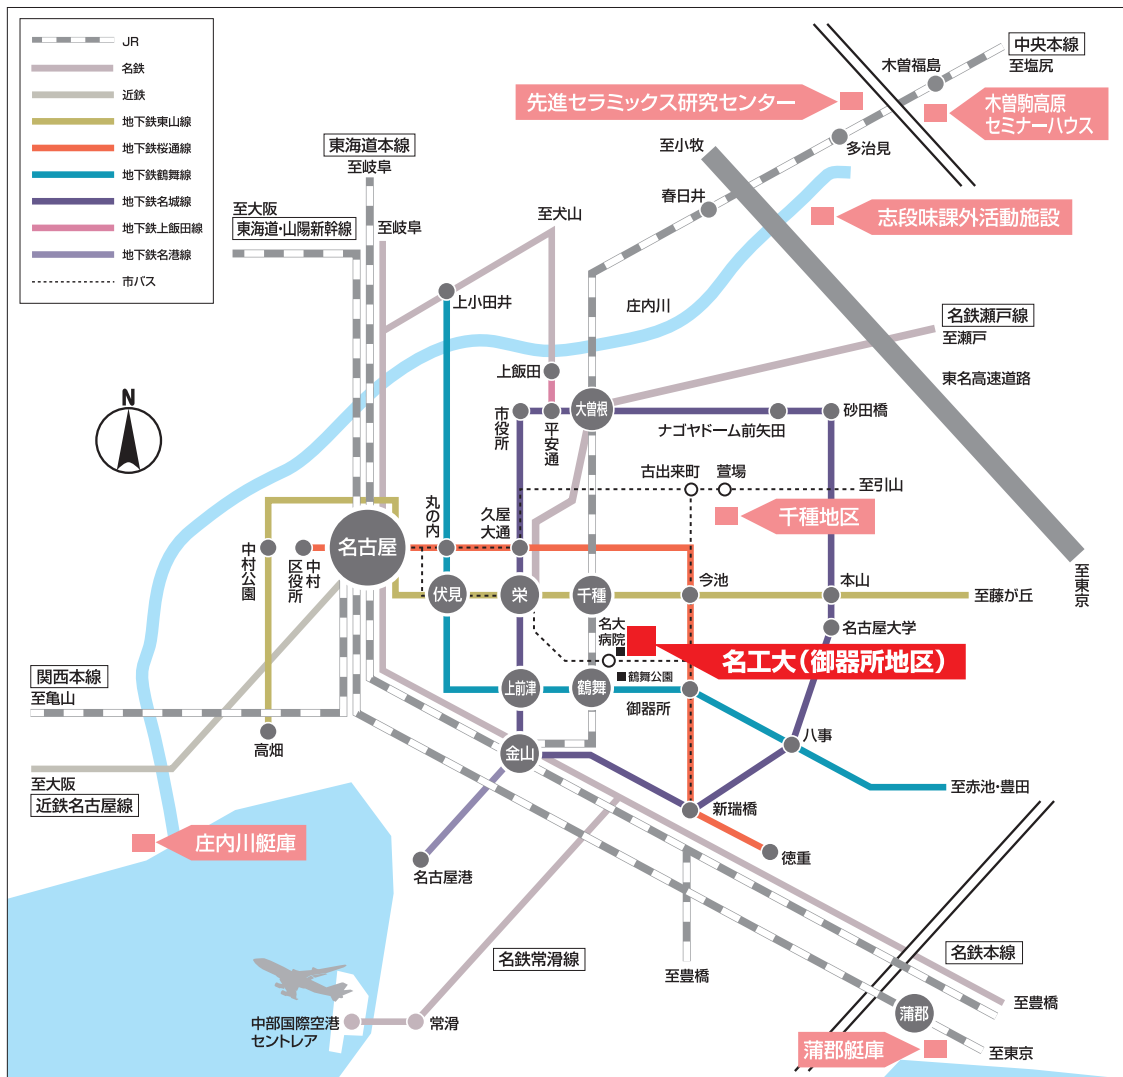 JR
名鉄
近鉄
地下鉄東山線
地下鉄桜通線
地下鉄鶴舞線
地下鉄名城線
地下鉄上飯田線
地下鉄名港線
市バス
中央本線
至塩尻
木曽福島
先進セラミックス研究センター
木曽駒高原
セミナーハウス
多治見
至小牧
春日井
志段味課外活動施設
東海道本線
至岐阜
至大阪
東海道・山陽新幹線
至岐阜
至犬山
上小田井
庄内川
名鉄瀬戸線
至瀬戸
東名高速道路
上飯田
N
市役所
平安通
大曽根
ナゴヤドーム前矢田
砂田橋
古出来町
萱場
至引山
千種地区
丸の内
久屋
大通
名古屋
中村公園
中村
区役所
伏見
栄
千種
今池
本山
至藤が丘
至東京
名古屋大学
名大
病院
名工大(御器所地区)
鶴舞公園
上前津
鶴舞
御器所
関西本線
至亀山
高畑
金山
八事
至大阪
近鉄名古屋線
至赤池・豊田
新瑞橋
庄内川艇庫
徳重
名古屋港
名鉄常滑線
至豊橋
名鉄本線
至豊橋
蒲郡
中部国際空港
セントレア
常滑
蒲郡艇庫
至東京